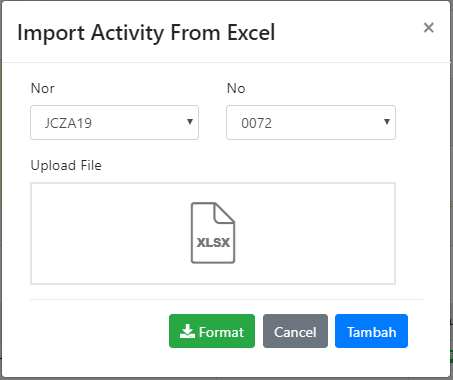 Import Activity From Excel ×
Nor No
JCZA19 0072
Upload File
XLSX
Format Cancel Tambah